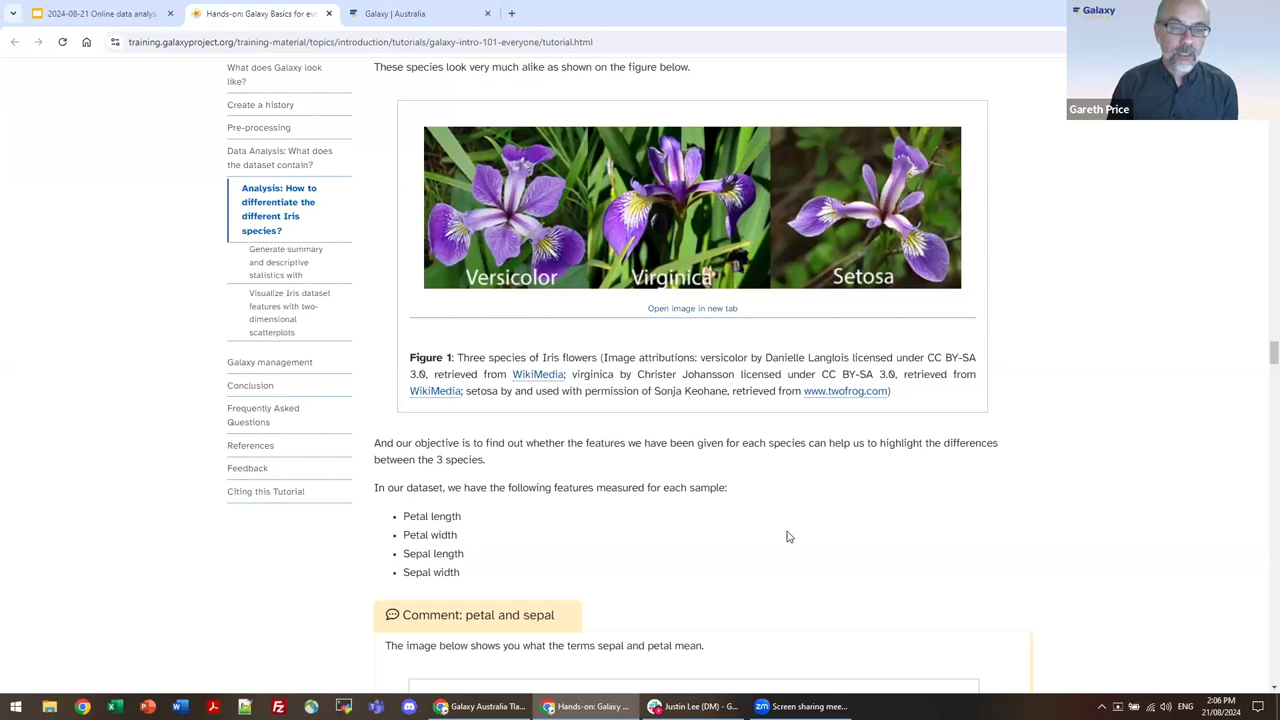 2024-08-21 Online data analysi
Hands-on: Galaxy Basics for ev
Galaxy | Australia
training.galaxyproject.org/training-material/topics/introduction/tutorials/galaxy-intro-101-everyone/tutorial.html
Galaxy
Gareth Price
What does Galaxy look
like?
Create a history
Pre-processing
Data Analysis: What does
the dataset contain?
Analysis: How to
differentiate the
different Iris
species?
Generate summary
and descriptive
statistics with
Visualize Iris dataset
features with two-
dimensional
scatterplots
Galaxy management
Conclusion
Frequently Asked
Questions
References
Feedback
Citing this Tutorial
These species look very much alike as shown on the figure below.
Versicolor
Virginica
Setosa
Open image in new tab
Figure 1: Three species of Iris flowers (Image attributions: versicolor by Danielle Langlois licensed under CC BY-SA
3.0, retrieved from WikiMedia; virginica by Christer Johansson licensed under CC BY-SA 3.0, retrieved from
WikiMedia; setosa by and used with permission of Sonja Keohane, retrieved from www.twofrog.com)
And our objective is to find out whether the features we have been given for each species can help us to highlight the differences
between the 3 species.
In our dataset, we have the following features measured for each sample:
• Petal length
• Petal width
• Sepal length
• Sepal width
Comment: petal and sepal
The image below shows you what the terms sepal and petal mean.
Galaxy Australia Tla...
Hands-on: Galaxy ...
Justin Lee (DM) - G...
Screen sharing mee...
ENG
2:06 PM
21/08/2024